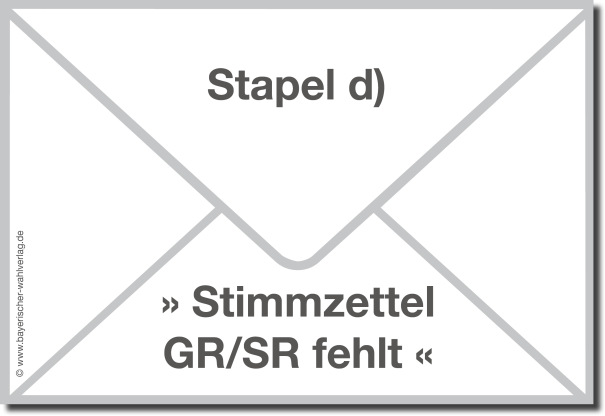 Stapel d)
» Stimmzettel
GR/SR fehlt «
© www.bayerischer-wahlverlag.de